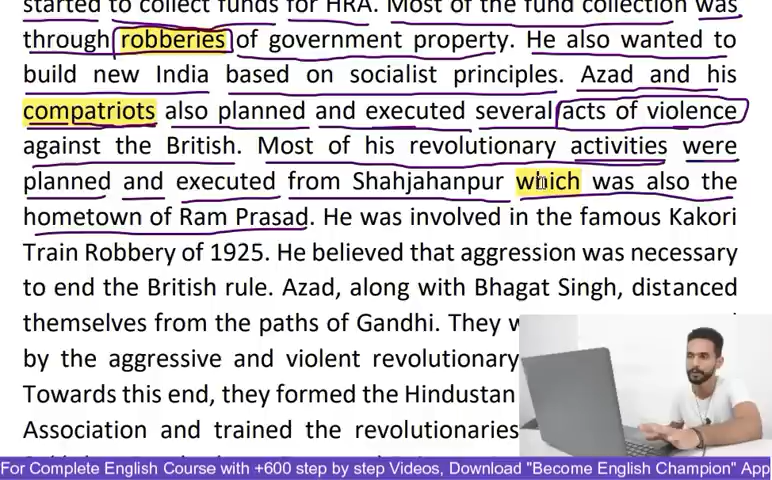 started to collect funds for HRA. Most of the fund collection was
through robberies of government property. He also wanted to
build new India based on socialist principles. Azad and his
compatriots also planned and executed several acts of violence
against the British. Most of his revolutionary activities were
planned and executed from Shahjahanpur which was also the
hometown of Ram Prasad. He was involved in the famous Kakori
Train Robbery of 1925. He believed that aggression was necessary
to end the British rule. Azad, along with Bhagat Singh, distanced
themselves from the paths of Gandhi. They
by the aggressive and violent revolutionary
Towards this end, they formed the Hindustan
Association and trained the revolutionaries
For Complete English Course with +600 step by step Videos, Download "Become English Champion" App